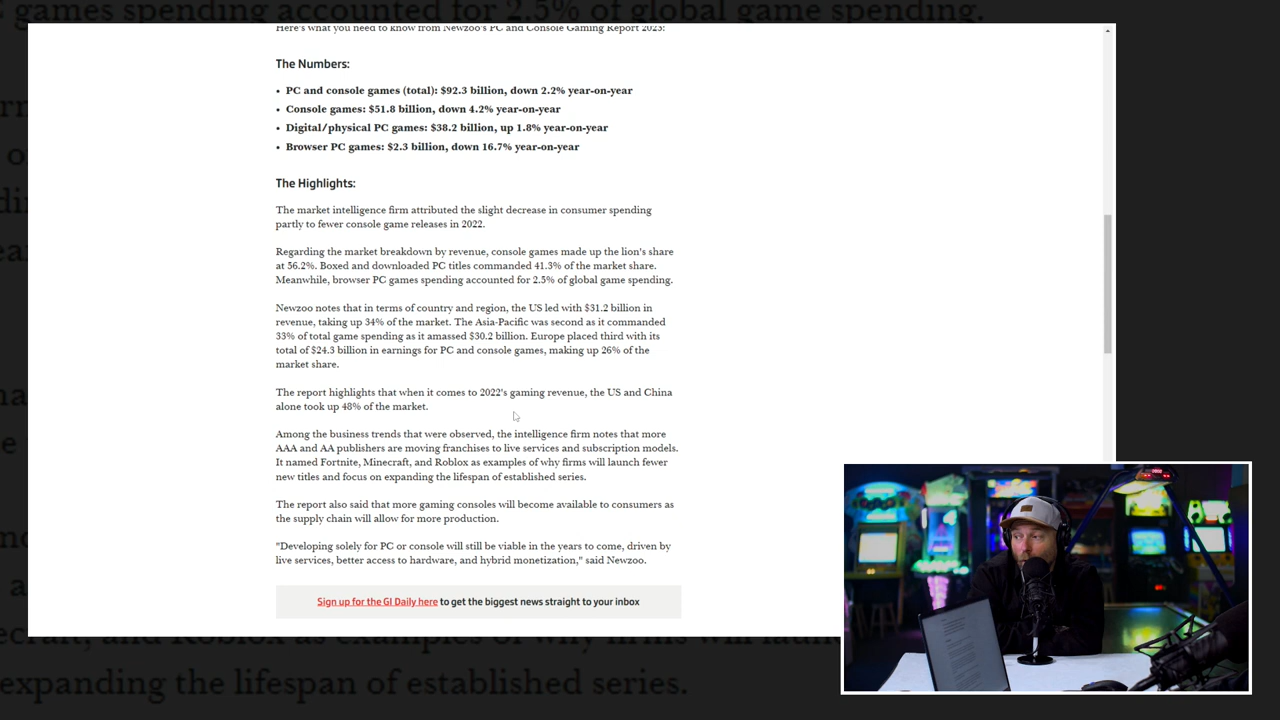 games spending accounted for 2.5% of global game spending.
Here's what you need to know from Newzoo's PC and Console Gaming Report 2023:
The Numbers:
• PC and console games (total): $92.3 billion, down 2.2% year-on-year
• Console games: $51.8 billion, down 4.2% year-on-year
• Digital/physical PC games: $38.2 billion, up 1.8% year-on-year
• Browser PC games: $2.3 billion, down 16.7% year-on-year
The Highlights:
The market intelligence firm attributed the slight decrease in consumer spending
partly to fewer console game releases in 2022.
Regarding the market breakdown by revenue, console games made up the lion's share
at 56.2%. Boxed and downloaded PC titles commanded 41.3% of the market share.
Meanwhile, browser PC games spending accounted for 2.5% of global game spending.
Newzoo notes that in terms of country and region, the US led with $31.2 billion in
revenue, taking up 34% of the market. The Asia-Pacific was second as it commanded
33% of total game spending as it amassed $30.2 billion. Europe placed third with its
total of $24.3 billion in earnings for PC and console games, making up 26% of the
market share.
The report highlights that when it comes to 2022's gaming revenue, the US and China
alone took up 48% of the market.
Among the business trends that were observed, the intelligence firm notes that more
AAA and AA publishers are moving franchises to live services and subscription models.
It named Fortnite, Minecraft, and Roblox as examples of why firms will launch fewer
new titles and focus on expanding the lifespan of established series.
The report also said that more gaming consoles will become available to consumers as
the supply chain will allow for more production.
"Developing solely for PC or console will still be viable in the years to come, driven by
live services, better access to hardware, and hybrid monetization," said Newzoo.
Sign up for the GI Daily here to get the biggest news straight to your inbox
expanding the lifespan of established series.